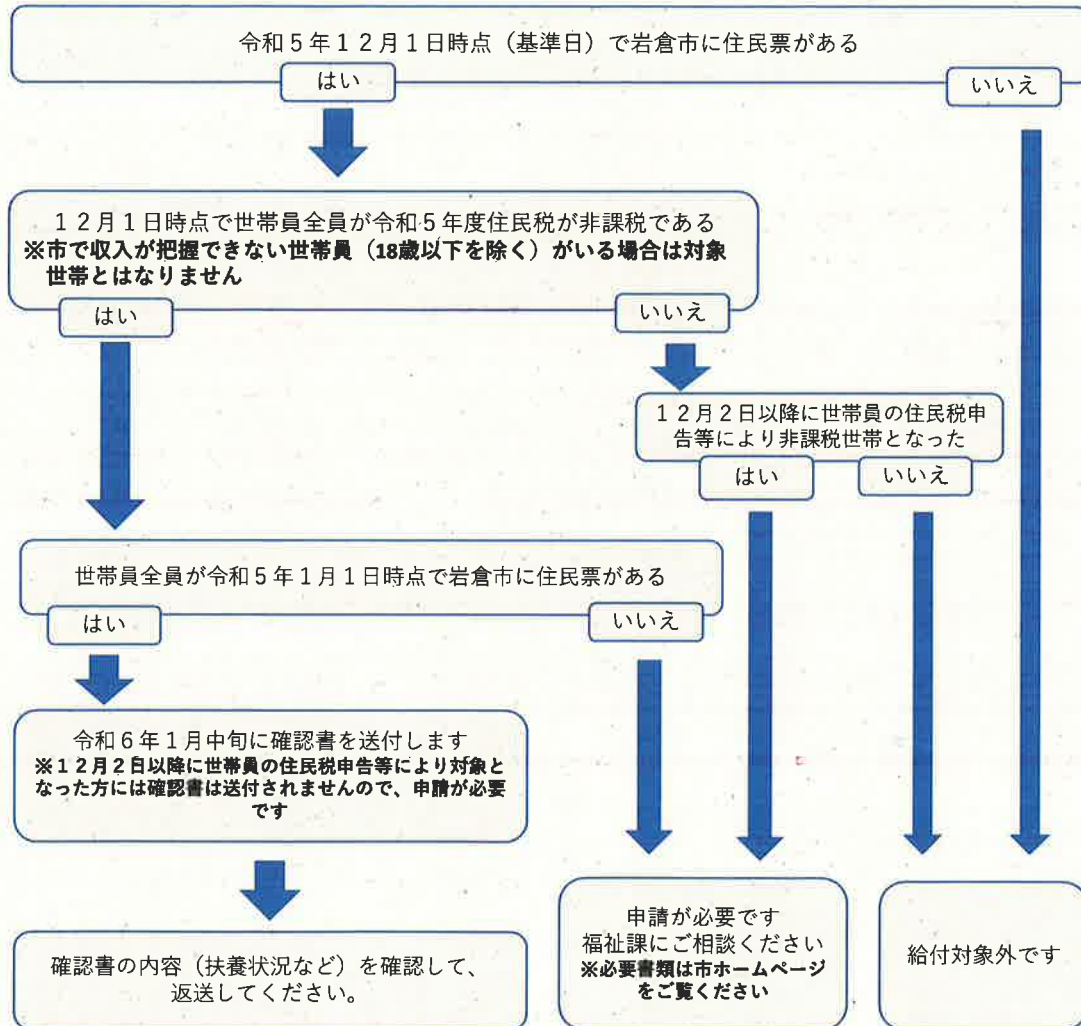 令和５年１２月１日時点（基準日）で岩倉市に住民票がある
はい
いいえ
１２月１日時点で世帯員全員が令和５年度住民税が非課税である
※市で収入が把握できない世帯員（18歳以下を除く）がいる場合は対象
世帯とはなりません
はい
いいえ
１２月２日以降に世帯員の住民税申
告等により非課税世帯となった
はい
いいえ
世帯員全員が令和５年１月１日時点で岩倉市に住民票がある
はい
いいえ
令和６年１月中旬に確認書を送付します
※１２月２日以降に世帯員の住民税申告等により対象と
なった方には確認書は送付されませんので、申請が必要
です
確認書の内容（扶養状況など）を確認して、
返送してください。
申請が必要です
福祉課にご相談ください
※必要書類は市ホームページ
をご覧ください
給付対象外です